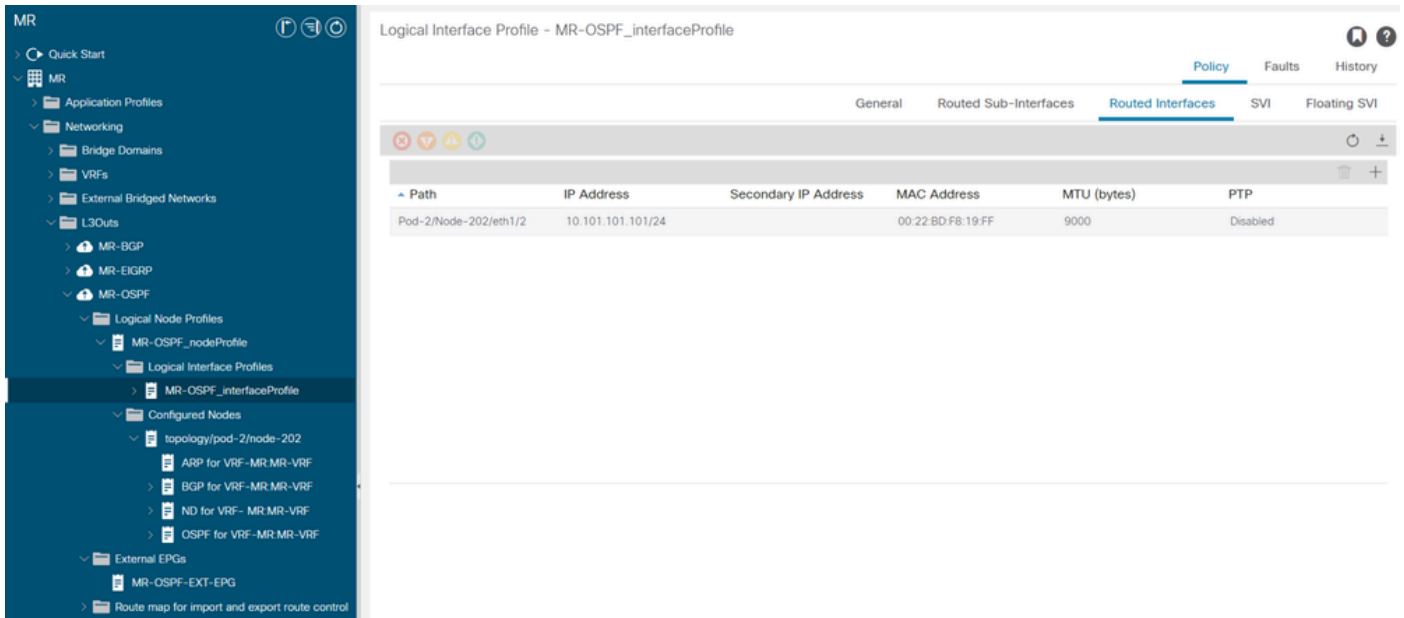 MR
Quick Start
MR
Application Profiles
Networking
Bridge Domains
VRFs
External Bridged Networks
L3Outs
MR-BGP
MR-EIGRP
MR-OSPF
Logical Node Profiles
MR-OSPF_nodeProfile
Logical Interface Profiles
MR-OSPF_interfaceProfile
Configured Nodes
topology/pod-2/node-202
ARP for VRF-MR:MR-VRF
BGP for VRF-MR:MR-VRF
ND for VRF- MR:MR-VRF
OSPF for VRF-MR:MR-VRF
External EPGs
MR-OSPF-EXT-EPG
Route map for import and export route control
Logical Interface Profile - MR-OSPF_interfaceProfile
Policy Faults History
General Routed Sub-Interfaces Routed Interfaces SVI Floating SVI
Path IP Address Secondary IP Address MAC Address MTU (bytes) PTP
Pod-2/Node-202/eth1/2 10.101.101.101/24 00:22:BD:F8:19:FF 9000 Disabled